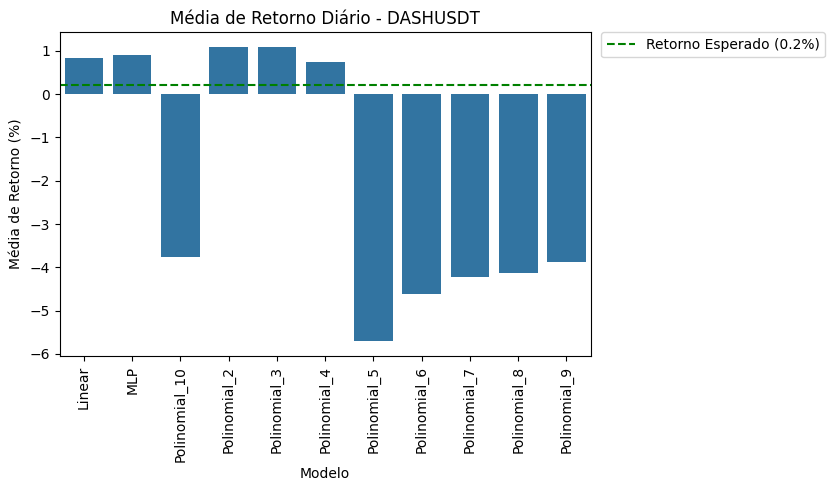 Média de Retorno Diário - DASHUSDT
Retorno Esperado (0.2%)
Média de Retorno (%)
1
0
−1
−2
−3
−4
−5
−6
Linear
MLP
Polinomial_10
Polinomial_2
Polinomial_3
Polinomial_4
Polinomial_5
Polinomial_6
Polinomial_7
Polinomial_8
Polinomial_9
Modelo